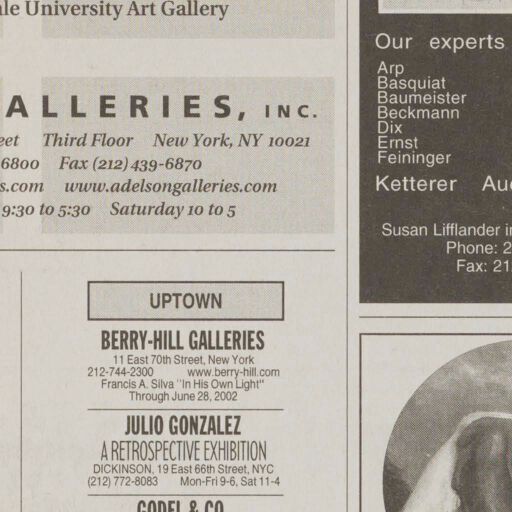 le University Art Gallery
ALLERIES, INC.
eet Third Floor New York, NY 10021
6800 Fax (212) 439-6870
s.com www.adelsongalleries.com
9:30 to 5:30 Saturday 10 to 5
UPTOWN
BERRY-HILL GALLERIES
11 East 70th Street, New York
212-744-2300 www.berry-hill.com
Francis A. Silva "In His Own Light"
Through June 28, 2002
JULIO GONZALEZ
A RETROSPECTIVE EXHIBITION
DICKINSON, 19 East 66th Street, NYC
(212) 772-8083 Mon-Fri 9-6, Sat 11-4
GODEL & CO
Our experts
Arp
Basquiat
Baumeister
Beckmann
Dix
Ernst
Feininger
Ketterer Au
Susan Lifflander i
Phone: 2
Fax: 21